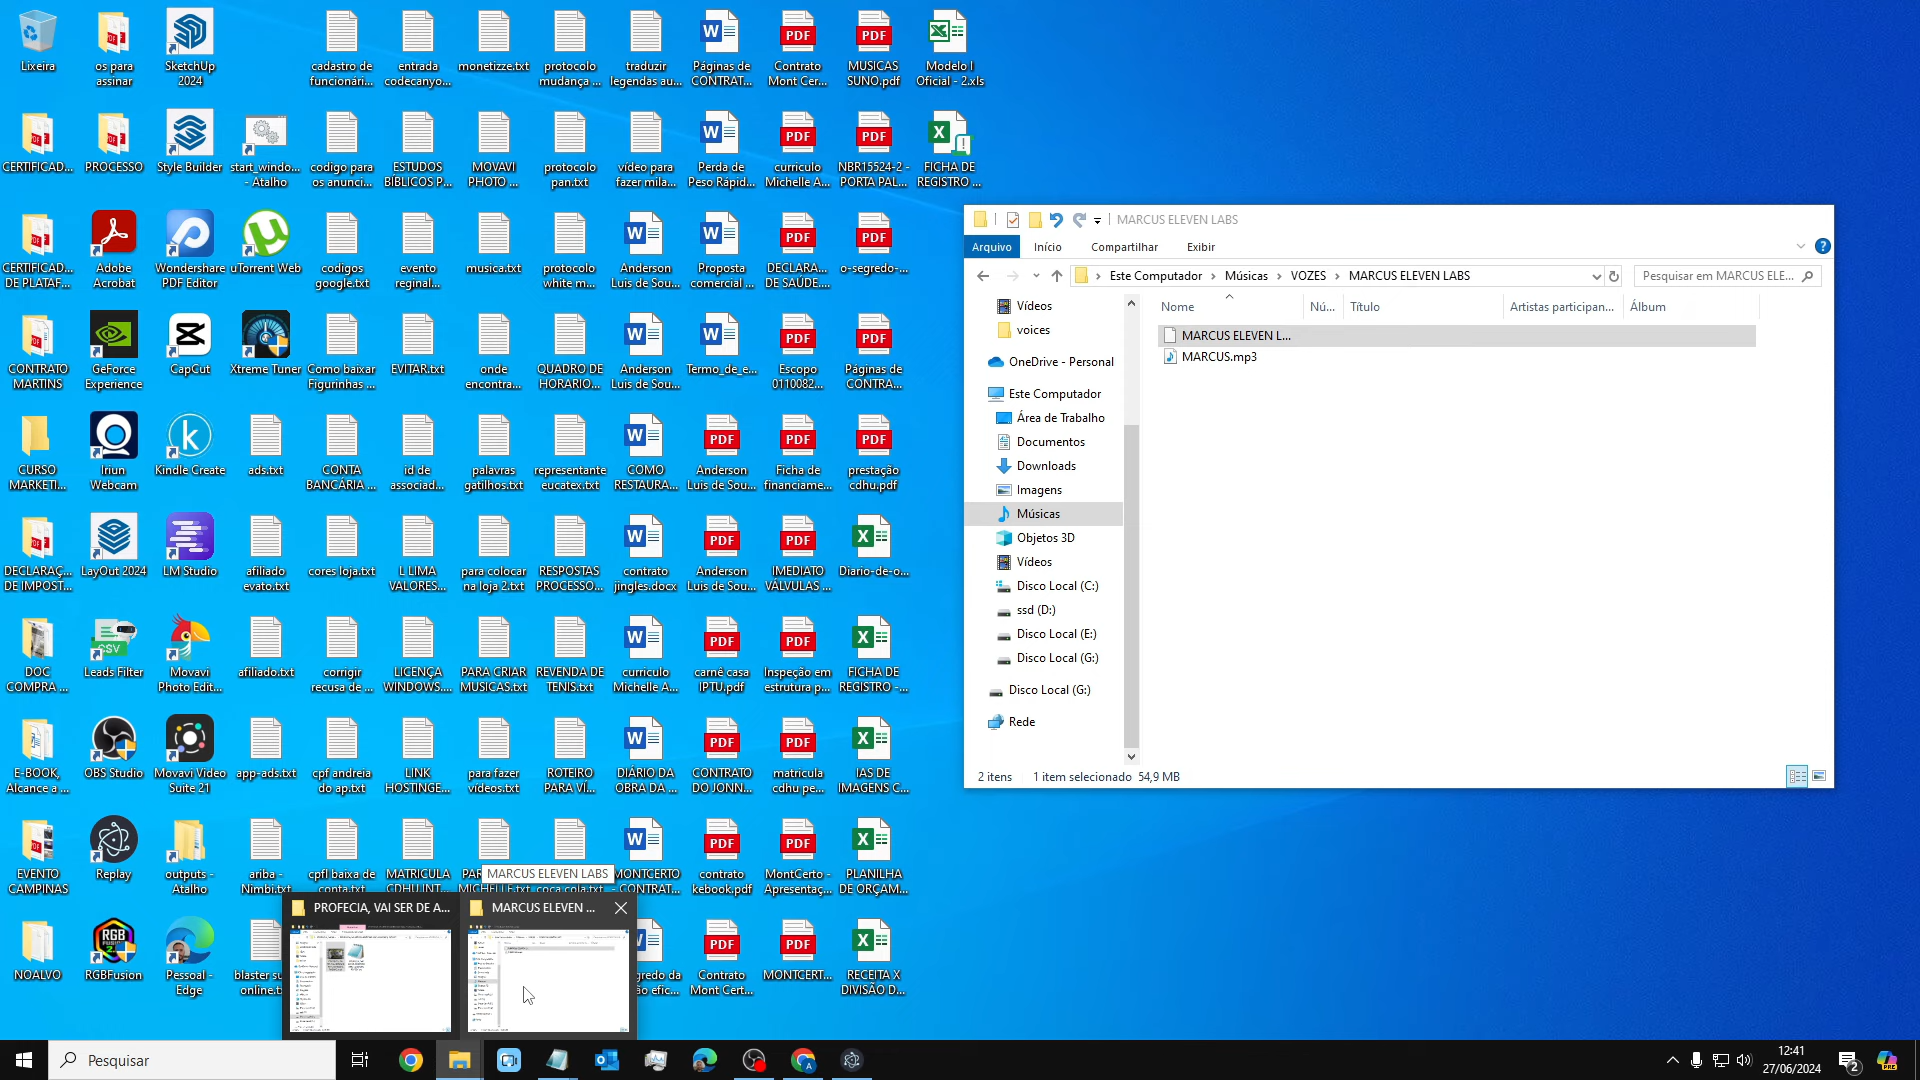 Lixeira
os para
assinar
SketchUp
2024
cadastro de
funcionári...
entrada
codecanyo...
monetizze.txt
protocolo
mudança ...
traduzir
legendas au...
Páginas de
CONTRAT...
Contrato
Mont Cer...
MUSICAS
SUNO.pdf
Modelo I
Oficial - 2.xls
CERTIFICAD...
PROCESSO
Style Builder
start_windo...
- Atalho
codigo para
os anunci...
ESTUDOS
BÍBLICOS P...
MOVAVI
PHOTO ...
protocolo
pan.txt
vídeo para
fazer mila...
Perda de
Peso Rápid...
curriculo
Michelle A...
NBR15524-2 -
PORTA PAL...
FICHA DE
REGISTRO ...
CERTIFICAD...
DE PLATAF...
Adobe
Acrobat
Wondershare
PDF Editor
uTorrent Web
codigos
google.txt
evento
reginal...
musica.txt
protocolo
white m...
Anderson
Luis de Sou...
Proposta
comercial ...
DECLARA...
DE SAÚDE....
o-segredo-...
CONTRATO
MARTINS
GeForce
Experience
CapCut
Xtreme Tuner
Como baixar
Figurinhas ...
EVITAR.txt
onde
encontra...
QUADRO DE
HORARIO...
Anderson
Luis de Sou...
Termo_de_e...
Escopo
0110082...
Páginas de
CONTRA...
CURSO
MARKETI...
Iriun
Webcam
Kindle Create
ads.txt
CONTA
BANCÁRIA ...
id de
associad...
palavras
gatilhos.txt
representante
eucatex.txt
COMO
RESTAURA...
Anderson
Luis de Sou...
Ficha de
financiame...
prestação
cdhu.pdf
DECLARAÇ...
DE IMPOST...
LayOut 2024
LM Studio
afiliado
evato.txt
cores loja.txt
L LIMA
VALORES...
para colocar
na loja 2.txt
RESPOSTAS
PROCESSO...
contrato
jingles.docx
Anderson
Luis de Sou...
IMEDIATO
VÁLVULAS ...
Diario-de-o...
DOC
COMPRA ...
Leads Filter
Movavi
Photo Edit...
afiliado.txt
corrigir
recusa de ...
LICENÇA
WINDOWS....
PARA CRIAR
MUSICAS.txt
REVENDA DE
TENIS.txt
curriculo
Michelle A...
carnê casa
IPTU.pdf
Inspeção em
estrutura p...
FICHA DE
REGISTRO -...
E-BOOK,
Alcance a ...
OBS Studio
Movavi Video
Suite 21
app-ads.txt
cpf andreia
do ap.txt
LINK
HOSTINGE...
para fazer
vídeos.txt
ROTEIRO
PARA VI...
DIÁRIO DA
OBRA DA ...
CONTRATO
DO JONN...
matricula
cdhu pe...
IAS DE
IMAGENS C...
EVENTO
CAMPINAS
Replay
outputs -
Atalho
ariba -
Nimbi.txt
cpfl baixa de
conta.txt
MATRICULA
CDHU INT...
MARCUS ELEVEN LABS
MICHELLE.txt
coca cola.txt
MONTCERTO
- CONTRAT...
contrato
kebook.pdf
MontCerto -
Apresentaç...
PLANILHA
DE ORÇAM...
NOALVO
RGBFusion
Pessoal -
Edge
blaster su
online.t
PROFECIA, VAI SER DE A...
MARCUS ELEVEN ...
Contrato
Mont Cert...
MONTCERT...
RECEITA X
DIVISÃO D...
MARCUS ELEVEN LABS
Arquivo
Início
Compartilhar
Exibir
Este Computador
Músicas
VOZES
MARCUS ELEVEN LABS
Pesquisar em MARCUS ELE...
Vídeos
voices
OneDrive - Personal
Este Computador
Área de Trabalho
Documentos
Downloads
Imagens
Músicas
Objetos 3D
Vídeos
Disco Local (C:)
ssd (D:)
Disco Local (E:)
Disco Local (G:)
Disco Local (G:)
Rede
Nome
Nú...
Título
Artistas participan...
Álbum
MARCUS ELEVEN L...
MARCUS.mp3
2 itens
1 item selecionado 54,9 MB
Pesquisar
12:41
27/06/2024
2